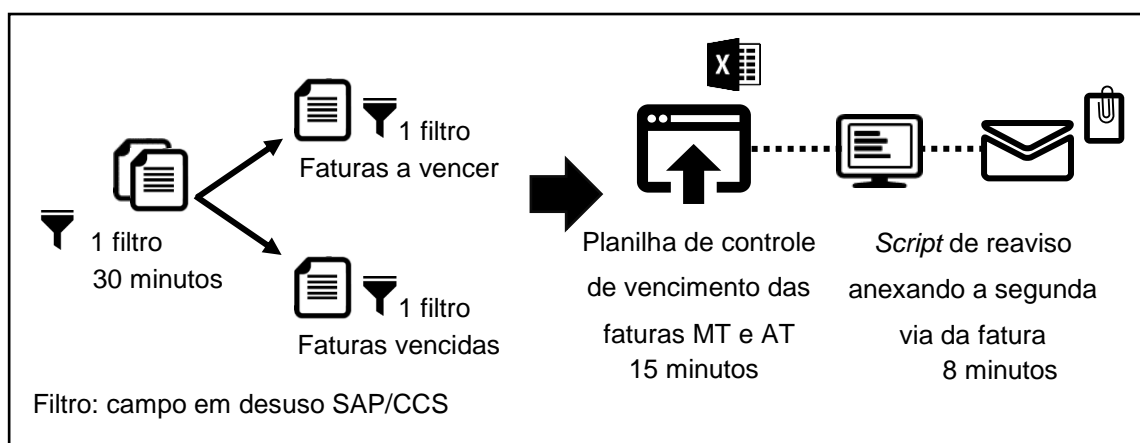 1 filtro
30 minutos
1 filtro
Faturas a vencer
1 filtro
Faturas vencidas
X
Planilha de controle
de vencimento das
faturas MT e AT
15 minutos
Script de reaviso
anexando a segunda
via da fatura
8 minutos
Filtro: campo em desuso SAP/CCS